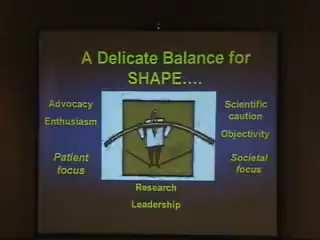 A Delicate Balance for
SHAPE....
Advocacy
Enthusiasm
Patient
focus
Scientific
caution
Objectivity
Societal
focus
Research
Leadership